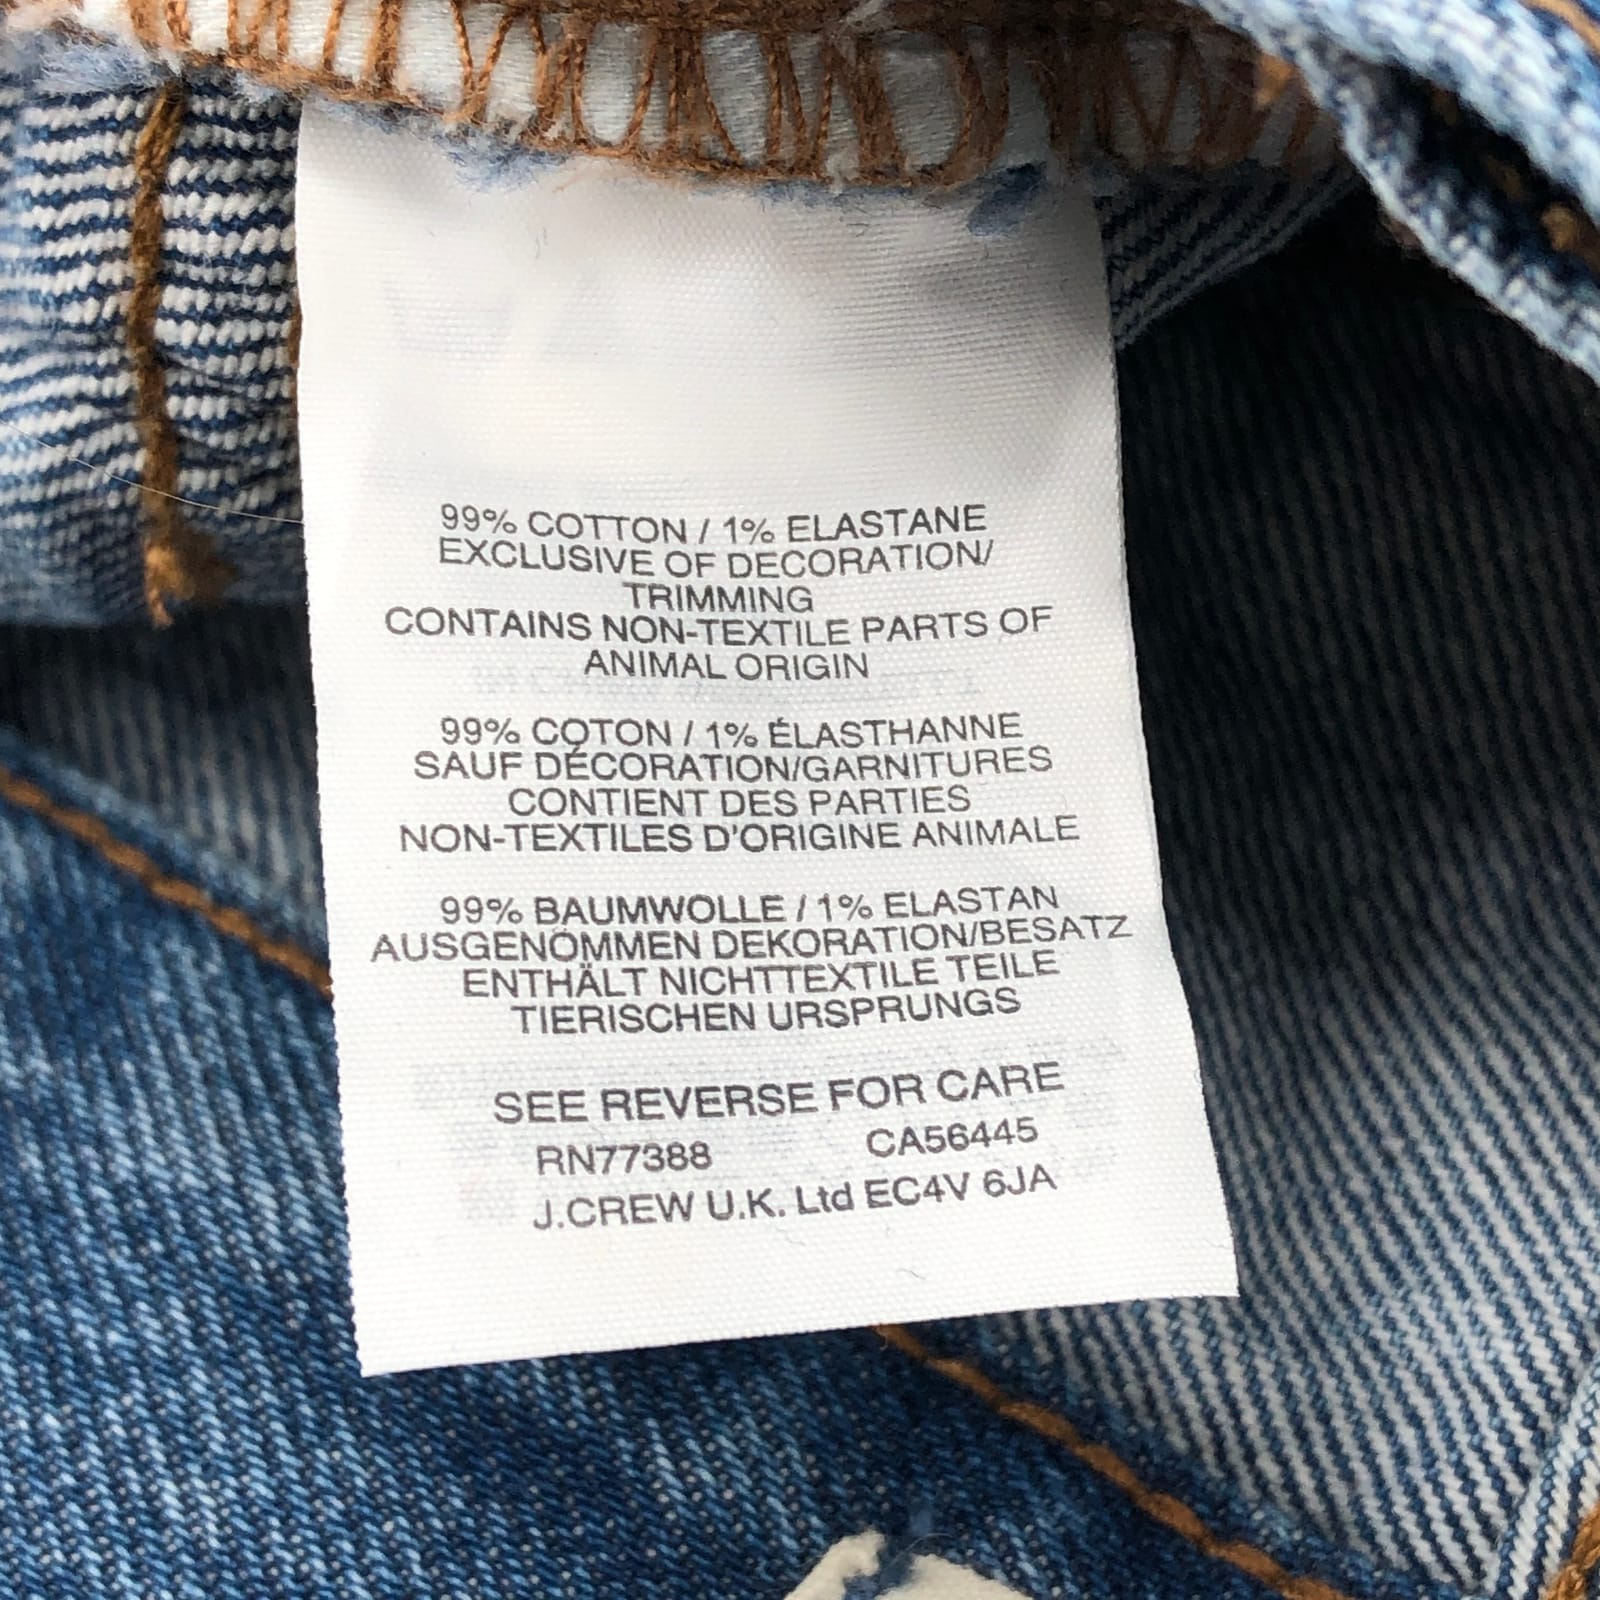 99% COTTON / 1% ELASTANE
EXCLUSIVE OF DECORATION/
TRIMMING
CONTAINS NON-TEXTILE PARTS OF
ANIMAL ORIGIN
99% COTON / 1% ÉLASTHANNE
SAUF DÉCORATION/GARNITURES
CONTIENT DES PARTIES
NON-TEXTILES D'ORIGINE ANIMALE
99% BAUMWOLLE / 1% ELASTAN
AUSGENOMMEN DEKORATION/BESATZ
ENTHÄLT NICHTTEXTILE TEILE
TIERISCHEN URSPRUNGS
SEE REVERSE FOR CARE
RN77388 CA56445
J.CREW U.K. Ltd EC4V 6JA